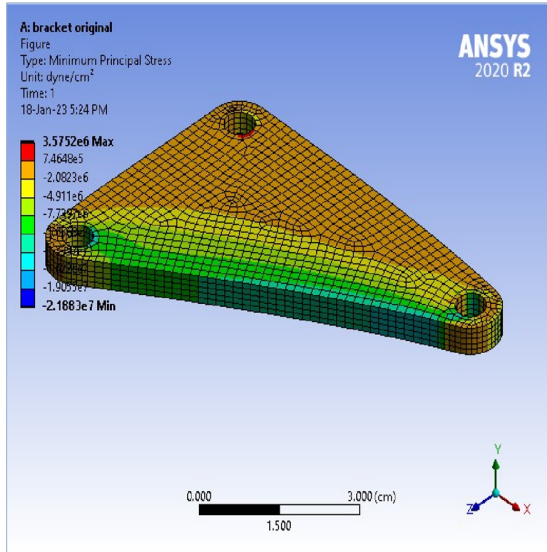 A: bracket original
Figure
Type: Minimum Principal Stress
Unit: dyne/cm²
Time: 1
18-Jan-23 5:24 PM
ANSYS
2020 R2
3.5752e6 Max
7.4648e5
-2.0823e6
-4.911e6
-2.1883e7 Min
0.000
3.000 (cm)
1.500
Y
Z
X